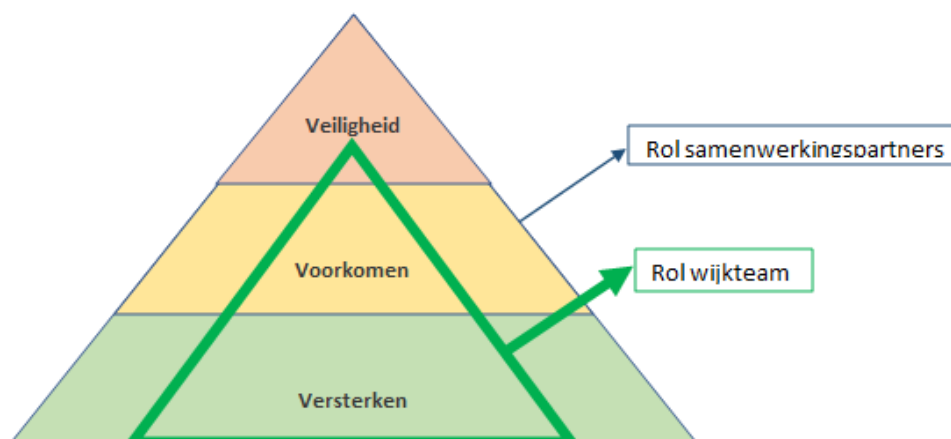 Veiligheid
Rol samenwerkingspartners
Voorkomen
Rol wijkteam
Versterken